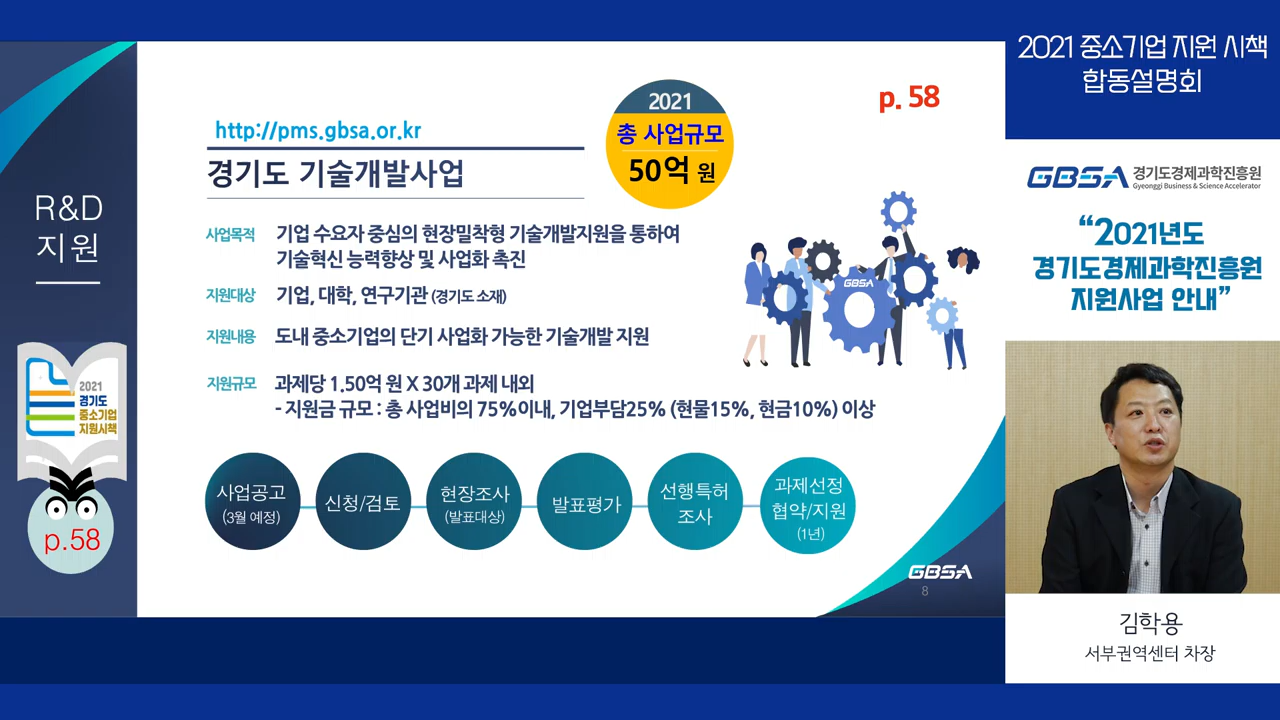 2021 중소기업 지원 시책
합동설명회
GBSA 경기도경제과학진흥원
Gyeonggi Business & Science Accelerator
“2021년도
경기도경제과학진흥원
지원사업 안내”
김학용
서부권역센터 차장
R&D
지원
2021
경기도
중소기업
지원시책
p.58
p. 58
http://pms.gbsa.or.kr
경기도 기술개발사업
2021
총 사업규모
50억 원
사업목적 기업 수요자 중심의 현장밀착형 기술개발지원을 통하여
기술혁신 능력향상 및 사업화 촉진
지원대상 기업, 대학, 연구기관 (경기도 소재)
지원내용 도내 중소기업의 단기 사업화 가능한 기술개발 지원
지원규모 과제당 1.50억 원 X 30개 과제 내외
- 지원금 규모 : 총 사업비의 75%이내, 기업부담25% (현물15%, 현금10%) 이상
GBSA
사업공고
(3월 예정)
신청/검토
현장조사
(발표대상)
발표평가
선행특허
조사
과제선정
협약/지원
(1년)
GBSA
8